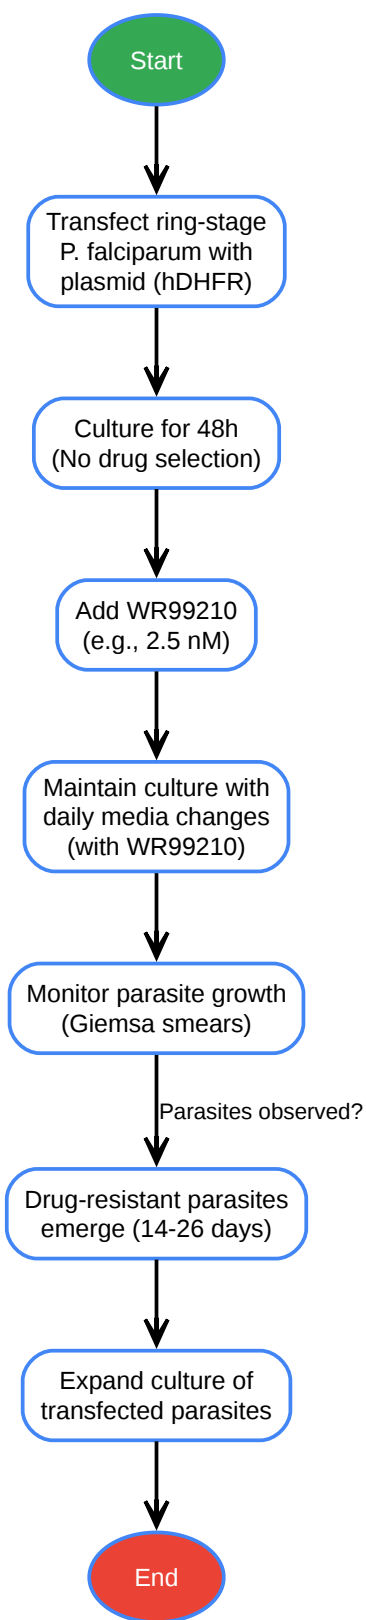 Start
Transfect ring-stage
P. falciparum with
plasmid (hDHFR)
Culture for 48h
(No drug selection)
Add WR99210
(e.g., 2.5 nM)
Maintain culture with
daily media changes
(with WR99210)
Monitor parasite growth
(Giemsa smears)
Parasites observed?
Drug-resistant parasites
emerge (14-26 days)
Expand culture of
transfected parasites
End